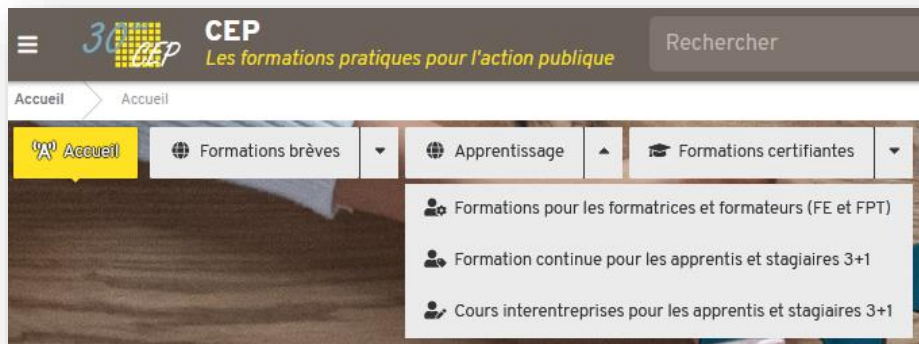 30 CEP
CEP
Les formations pratiques pour l'action publique
Rechercher
Accueil
Accueil
Accueil
Formations brèves
Apprentissage
Formations certifiantes
Formations pour les formatrices et formateurs (FE et FPT)
Formation continue pour les apprentis et stagiaires 3+1
Cours interentreprises pour les apprentis et stagiaires 3+1